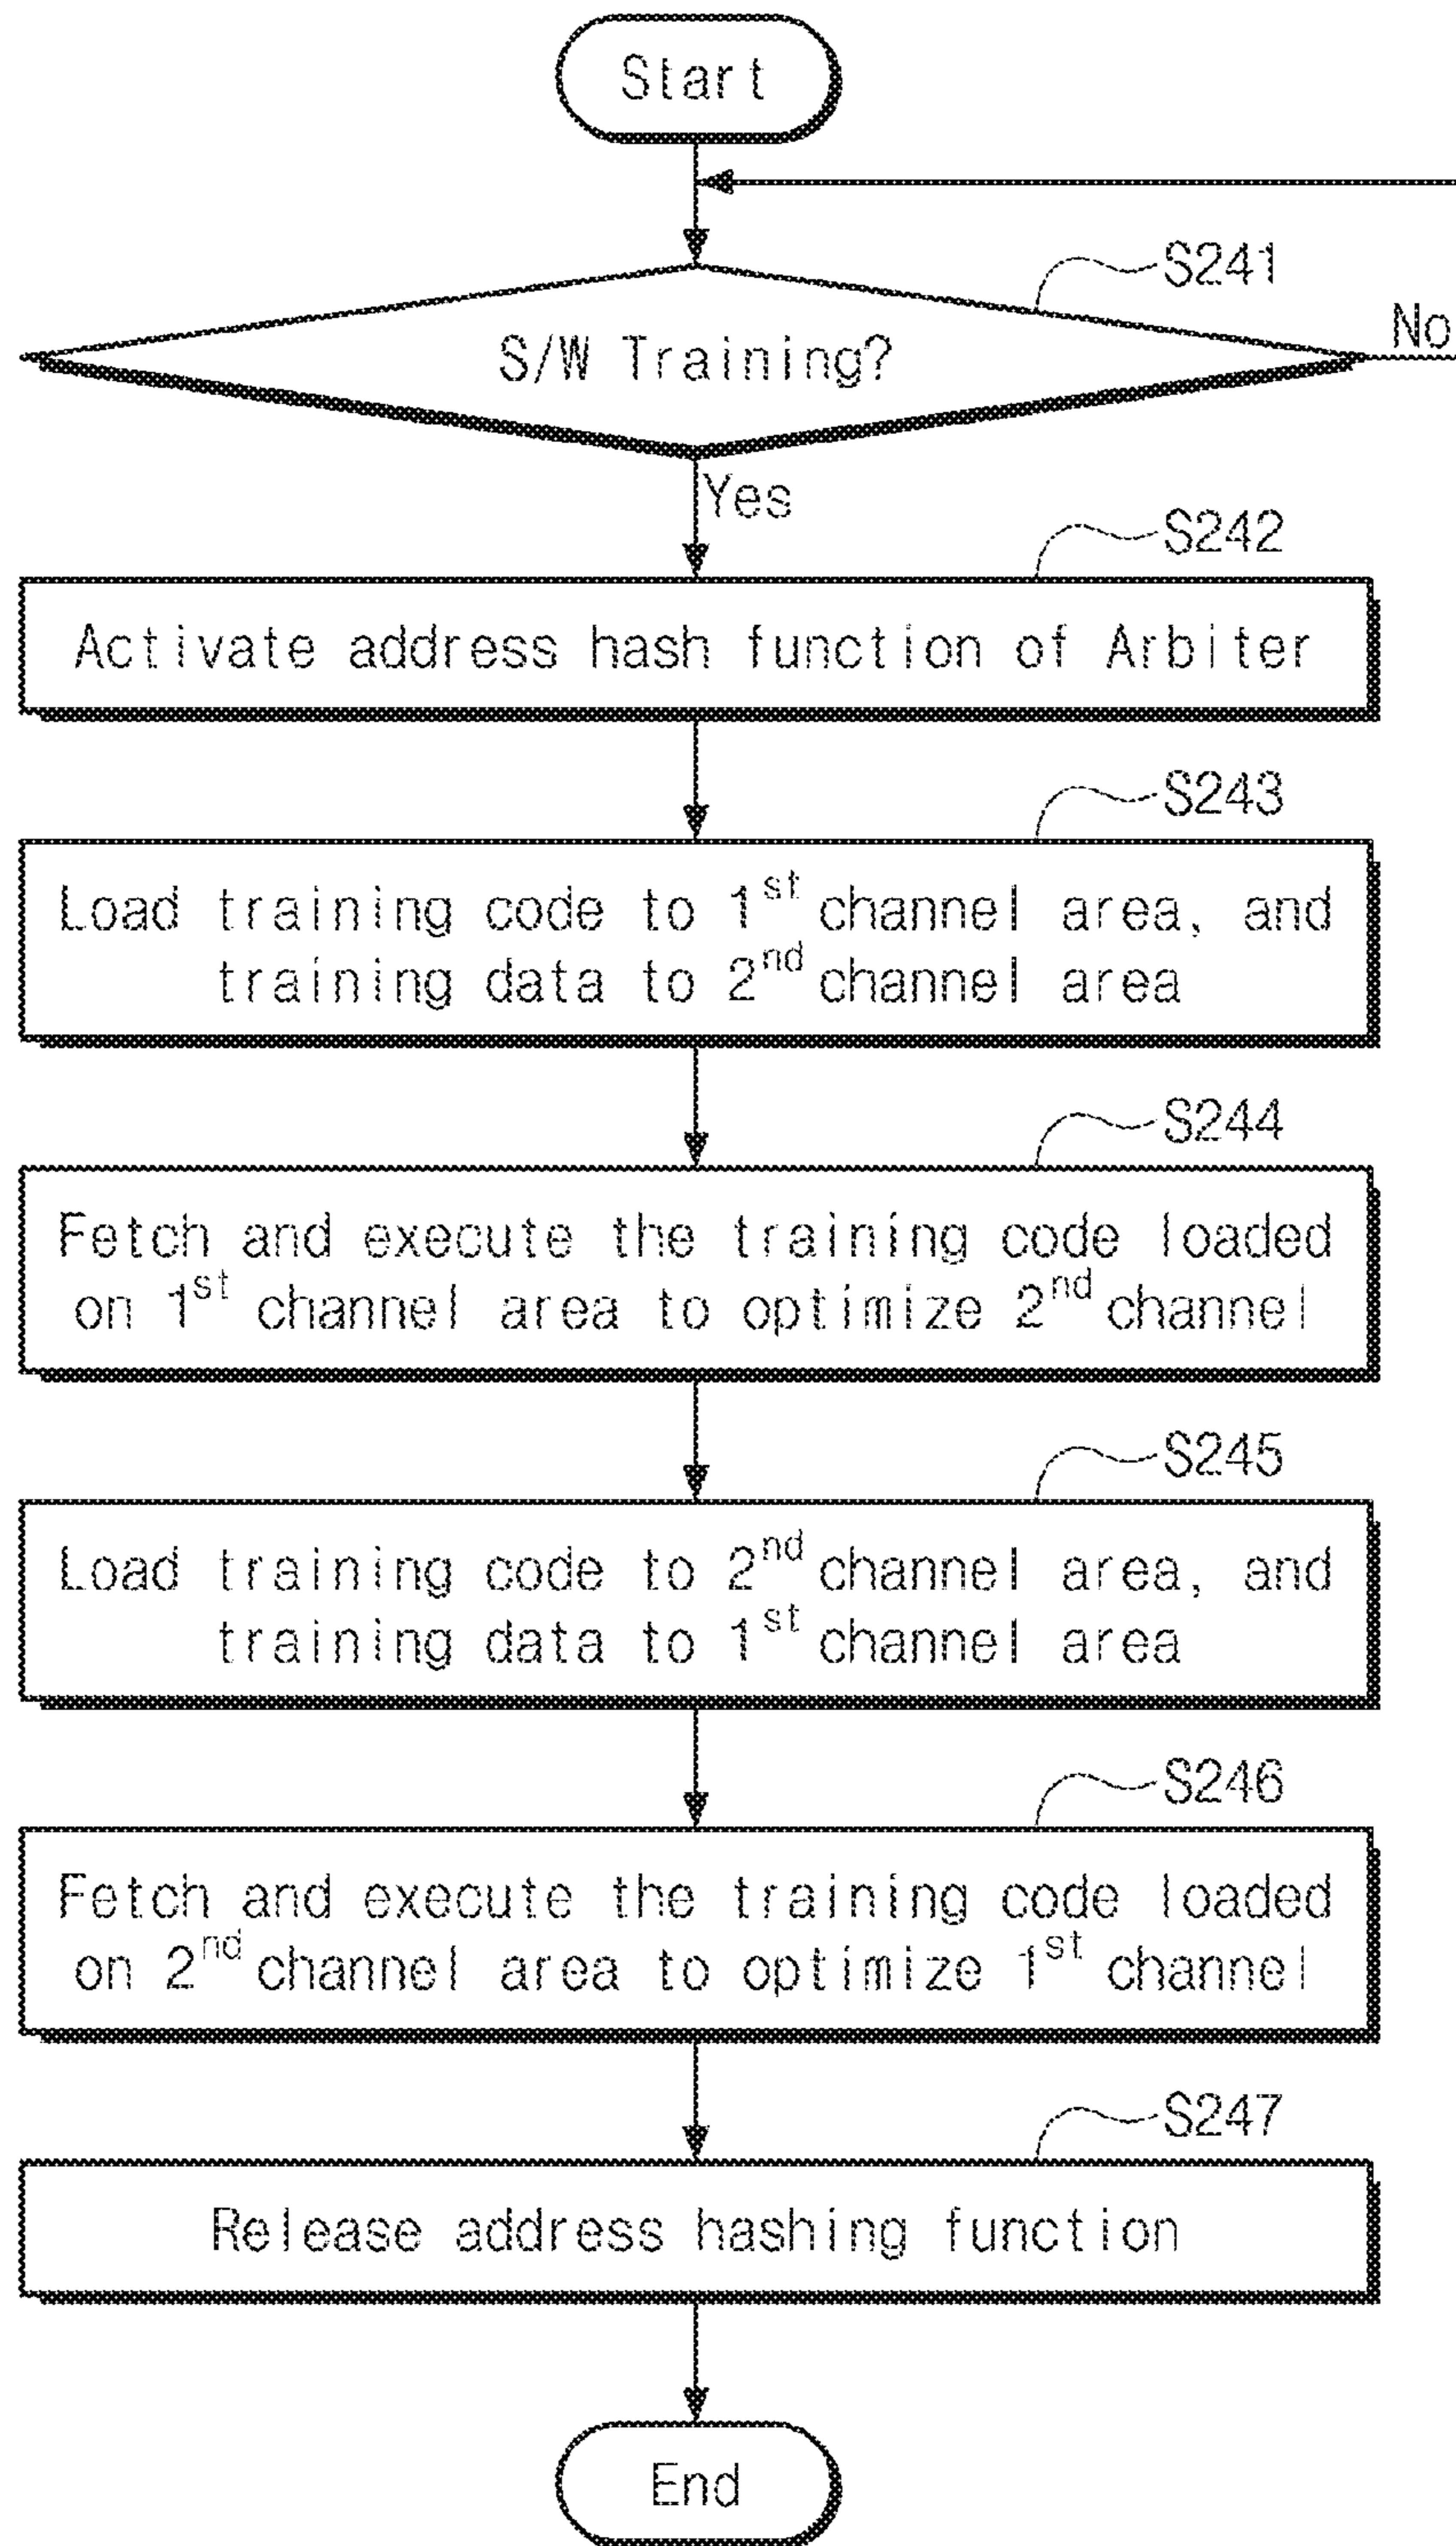 Start
S241
S/W Training?
No
Yes
S242
Activate address hash function of Arbiter
S243
Load training code to 1st channel area, and
training data to 2nd channel area
S244
Fetch and execute the training code loaded
on 1st channel area to optimize 2nd channel
S245
Load training code to 2nd channel area, and
training data to 1st channel area
S246
Fetch and execute the training code loaded
on 2nd channel area to optimize 1st channel
S247
Release address hashing function
End